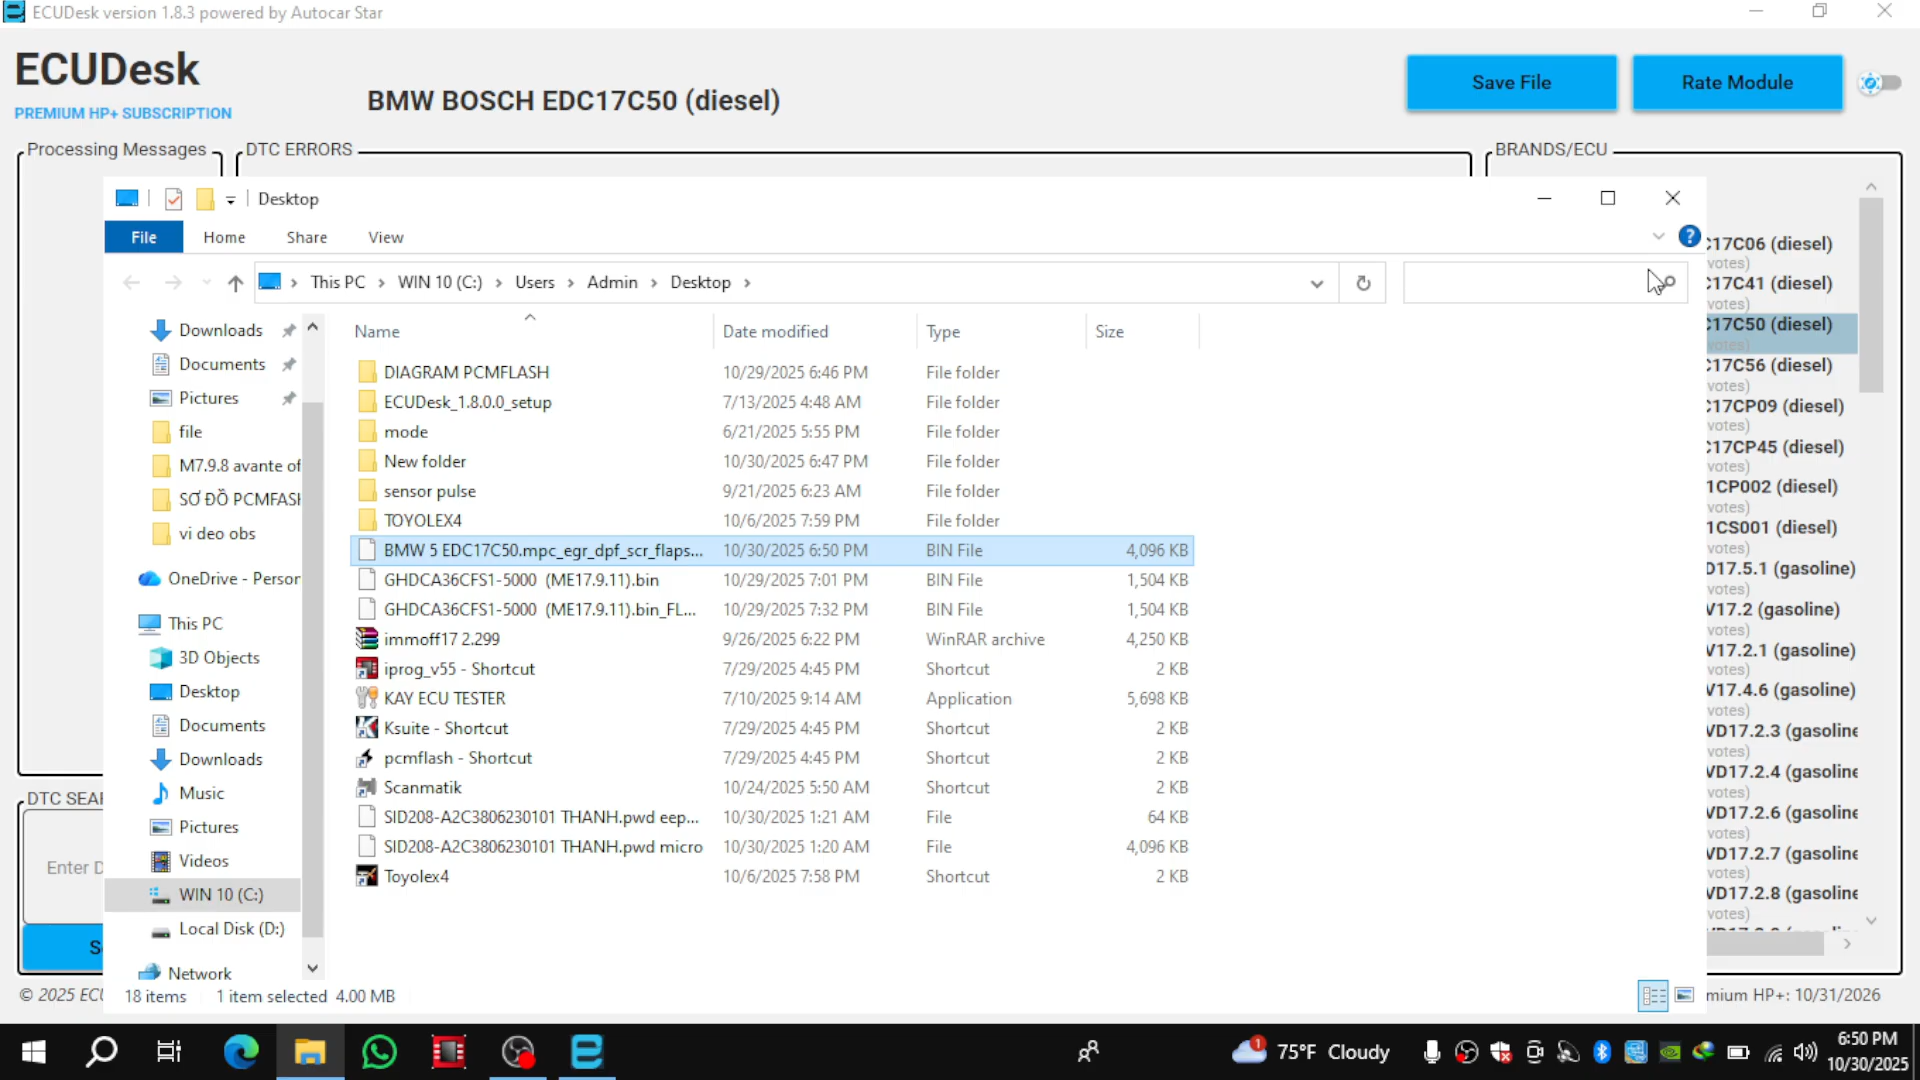 ECUDesk version 1.8.3 powered by Autocar Star
ECUDesk
PREMIUM HP+ SUBSCRIPTION
BMW BOSCH EDC17C50 (diesel)
Save File
Rate Module
Processing Messages
DTC ERRORS
BRANDS/ECU
Desktop
File
Home
Share
View
This PC > WIN 10 (C:) > Users > Admin > Desktop >
Downloads
Documents
Pictures
file
M7.9.8 avante of
SƠ ĐỒ PCMFASH
vi deo obs
OneDrive - Person
This PC
3D Objects
Desktop
Documents
Downloads
Music
Pictures
Videos
WIN 10 (C:)
Local Disk (D:)
Network
Name Date modified Type Size
DIAGRAM PCMFLASH 10/29/2025 6:46 PM File folder
ECUDesk_1.8.0.0_setup 7/13/2025 4:48 AM File folder
mode 6/21/2025 5:55 PM File folder
New folder 10/30/2025 6:47 PM File folder
sensor pulse 9/21/2025 6:23 AM File folder
TOYOLEX4 10/6/2025 7:59 PM File folder
BMW 5 EDC17C50.mpc_egr_dpf_scr_flaps... 10/30/2025 6:50 PM BIN File 4,096 KB
GHDCA36CFS1-5000 (ME17.9.11).bin 10/29/2025 7:01 PM BIN File 1,504 KB
GHDCA36CFS1-5000 (ME17.9.11).bin_FL... 10/29/2025 7:32 PM BIN File 1,504 KB
immoff17 2.299 9/26/2025 6:22 PM WinRAR archive 4,250 KB
iprog_v55 - Shortcut 7/29/2025 4:45 PM Shortcut 2 KB
KAY ECU TESTER 7/10/2025 9:14 AM Application 5,698 KB
Ksuite - Shortcut 7/29/2025 4:45 PM Shortcut 2 KB
pcmflash - Shortcut 7/29/2025 4:45 PM Shortcut 2 KB
Scanmatik 10/24/2025 5:50 AM Shortcut 2 KB
SID208-A2C3806230101 THANH.pwd eep... 10/30/2025 1:21 AM File 64 KB
SID208-A2C3806230101 THANH.pwd micro 10/30/2025 1:20 AM File 4,096 KB
Toyolex4 10/6/2025 7:58 PM Shortcut 2 KB
18 items 1 item selected 4.00 MB
C17C06 (diesel)
votes)
C17C41 (diesel)
votes)
C17C50 (diesel)
votes)
C17C56 (diesel)
votes)
C17CP09 (diesel)
votes)
C17CP45 (diesel)
votes)
1CP002 (diesel)
votes)
1CS001 (diesel)
votes)
D17.5.1 (gasoline)
votes)
V17.2 (gasoline)
votes)
V17.2.1 (gasoline)
votes)
V17.4.6 (gasoline)
votes)
VD17.2.3 (gasoline
votes)
VD17.2.4 (gasoline
votes)
VD17.2.6 (gasoline
votes)
VD17.2.7 (gasoline
votes)
VD17.2.8 (gasoline
votes)
DTC SEAR
Enter D
S
© 2025 ECU
mium HP+: 10/31/2026
1
75°F Cloudy
6:50 PM
10/30/2025